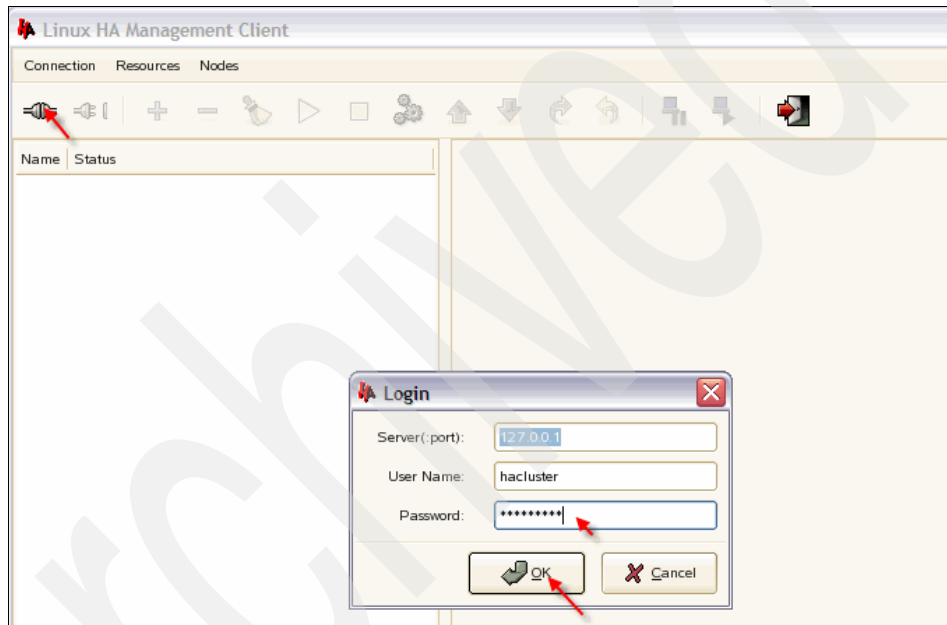 Linux HA Management Client
Connection Resources Nodes
Name Status
Login
Server(:port): 127.0.0.1
User Name: hacluster
Password: *********
OK Cancel
rchived